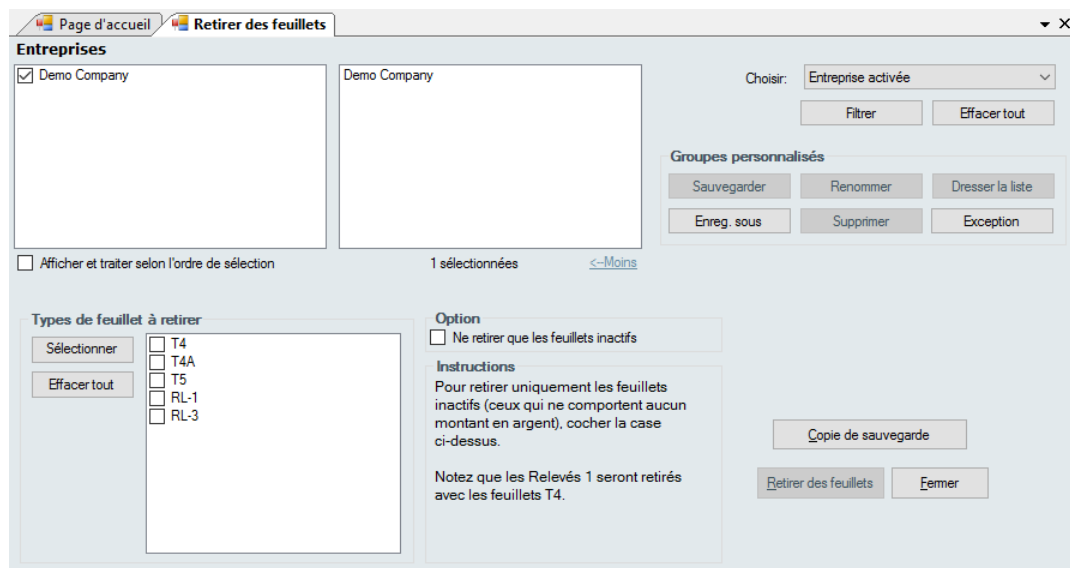 Page d'accueil
Retirer des feuillets
Entreprises
Demo Company
Demo Company
Choisir:
Entreprise activée
Filtrer
Effacer tout
Groupes personnalisés
Sauvegarder
Renommer
Dresser la liste
Enreg. sous
Supprimer
Exception
Afficher et traiter selon l'ordre de sélection
1 sélectionnées
<--Moins
Types de feuillet à retirer
Sélectionner
Effacer tout
T4
T4A
T5
RL-1
RL-3
Option
Ne retirer que les feuillets inactifs
Instructions
Pour retirer uniquement les feuillets
inactifs (ceux qui ne comportent aucun
montant en argent), cocher la case
ci-dessus.
Notez que les Relevés 1 seront retirés
avec les feuillets T4.
Copie de sauvegarde
Retirer des feuillets
Fermer